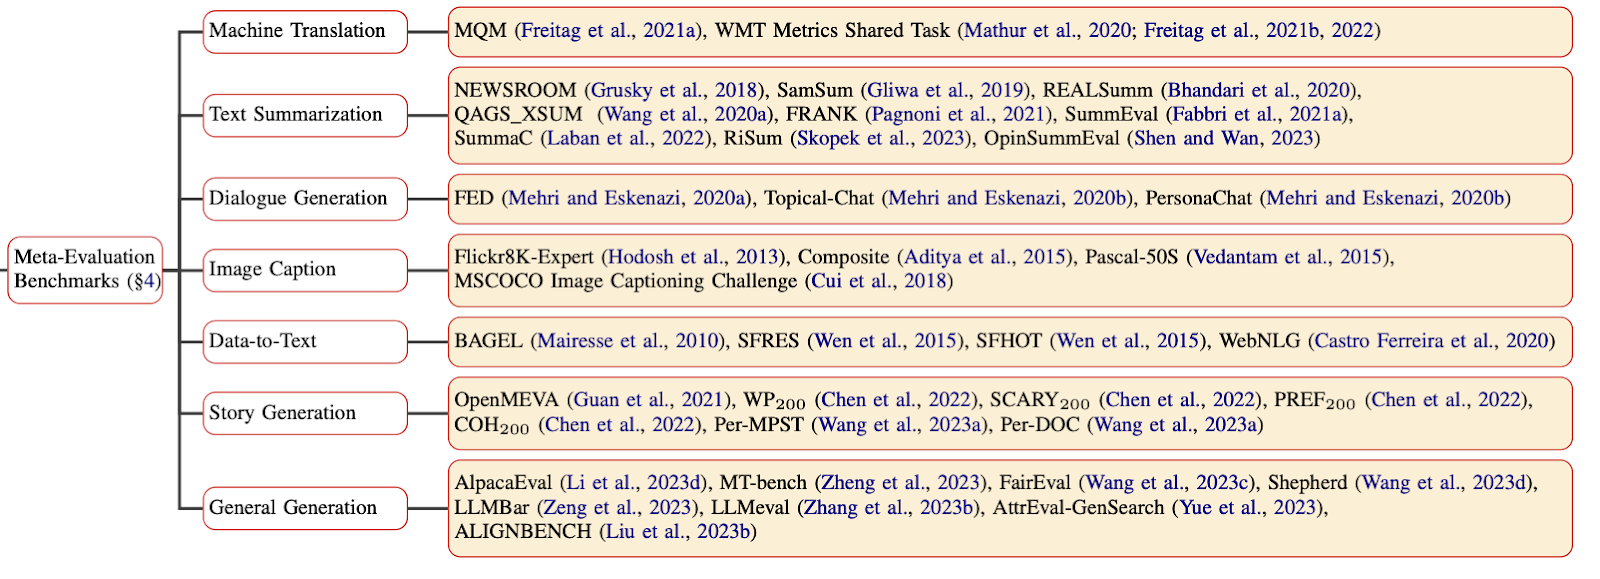 Meta-Evaluation
Benchmarks (§4)
Machine Translation
MQM (Freitag et al., 2021a), WMT Metrics Shared Task (Mathur et al., 2020; Freitag et al., 2021b, 2022)
Text Summarization
NEWSROOM (Grusky et al., 2018), SamSum (Gliwa et al., 2019), REALSumm (Bhandari et al., 2020),
QAGS_XSUM (Wang et al., 2020a), FRANK (Pagnoni et al., 2021), SummEval (Fabbri et al., 2021a),
SummaC (Laban et al., 2022), RiSum (Skopek et al., 2023), OpinSummEval (Shen and Wan, 2023)
Dialogue Generation
FED (Mehri and Eskenazi, 2020a), Topical-Chat (Mehri and Eskenazi, 2020b), PersonaChat (Mehri and Eskenazi, 2020b)
Image Caption
Flickr8K-Expert (Hodosh et al., 2013), Composite (Aditya et al., 2015), Pascal-50S (Vedantam et al., 2015),
MSCOCO Image Captioning Challenge (Cui et al., 2018)
Data-to-Text
BAGEL (Mairesse et al., 2010), SFRES (Wen et al., 2015), SFHOT (Wen et al., 2015), WebNLG (Castro Ferreira et al., 2020)
Story Generation
OpenMEVA (Guan et al., 2021), WP₂₀₀ (Chen et al., 2022), SCARY₂₀₀ (Chen et al., 2022), PREF₂₀₀ (Chen et al., 2022),
COH₂₀₀ (Chen et al., 2022), Per-MPST (Wang et al., 2023a), Per-DOC (Wang et al., 2023a)
General Generation
AlpacaEval (Li et al., 2023d), MT-bench (Zheng et al., 2023), FairEval (Wang et al., 2023c), Shepherd (Wang et al., 2023d),
LLMBar (Zeng et al., 2023), LLMeval (Zhang et al., 2023b), AttrEval-GenSearch (Yue et al., 2023),
ALIGNBENCH (Liu et al., 2023b)